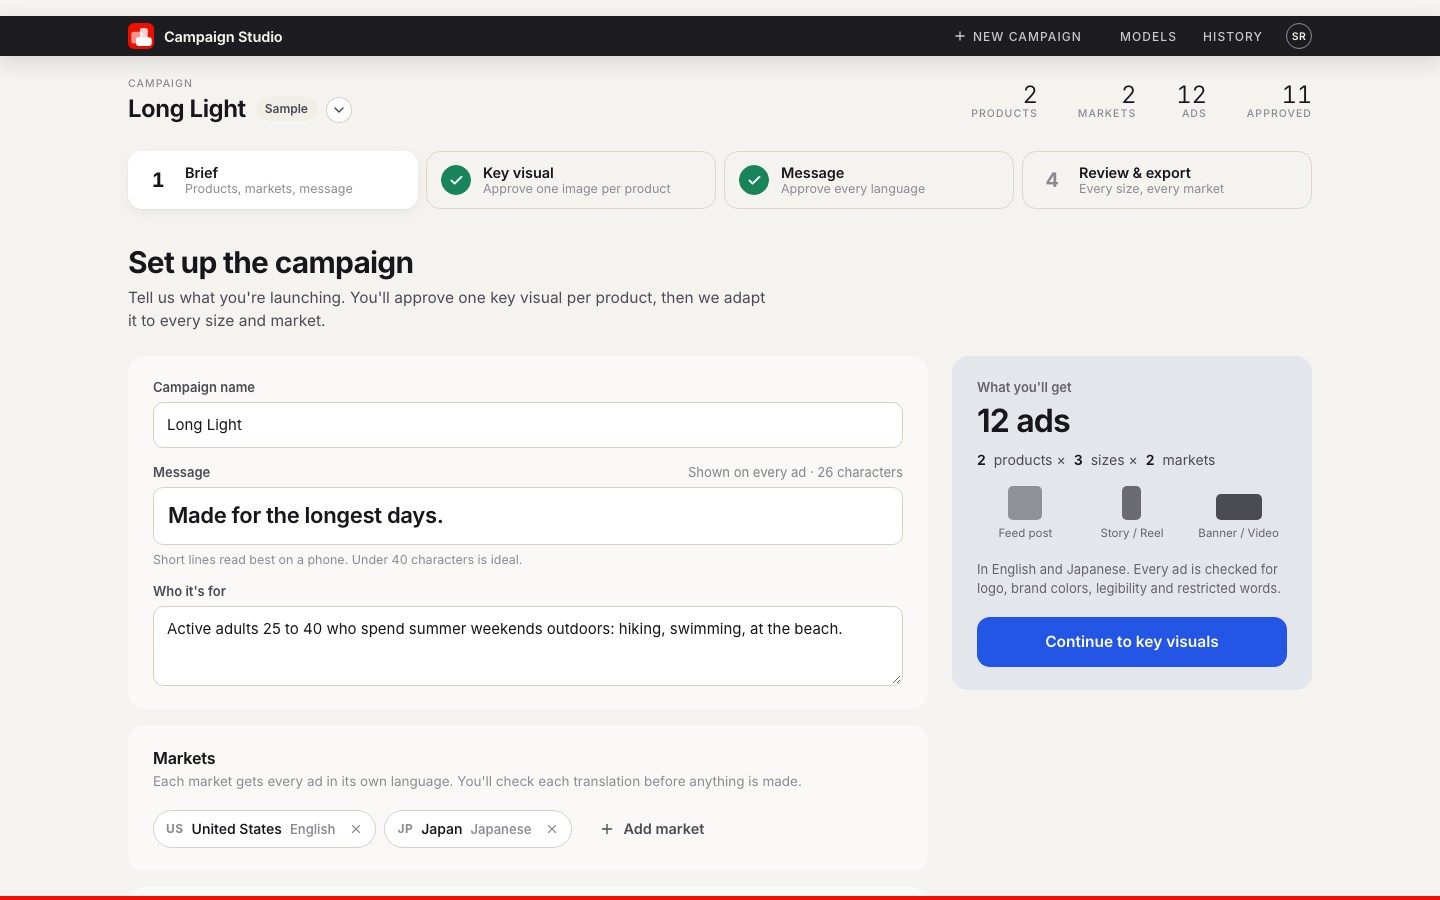 Campaign Studio
NEW CAMPAIGN
MODELS
HISTORY
SR
CAMPAIGN
Long Light
Sample
2
PRODUCTS
2
MARKETS
12
ADS
11
APPROVED
1
Brief
Products, markets, message
Key visual
Approve one image per product
Message
Approve every language
4
Review & export
Every size, every market
Set up the campaign
Tell us what you're launching. You'll approve one key visual per product, then we adapt
it to every size and market.
Campaign name
Long Light
Message
Shown on every ad · 26 characters
Made for the longest days.
Short lines read best on a phone. Under 40 characters is ideal.
Who it's for
Active adults 25 to 40 who spend summer weekends outdoors: hiking, swimming, at the beach.
What you'll get
12 ads
2 products × 3 sizes × 2 markets
Feed post
Story / Reel
Banner / Video
In English and Japanese. Every ad is checked for
logo, brand colors, legibility and restricted words.
Continue to key visuals
Markets
Each market gets every ad in its own language. You'll check each translation before anything is made.
US United States English
JP Japan Japanese
Add market